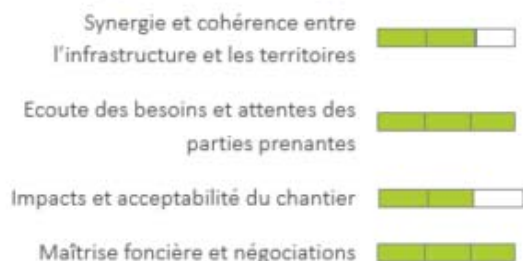 Synergie et cohérence entre
l'infrastructure et les territoires
Ecoute des besoins et attentes des
parties prenantes
Impacts et acceptabilité du chantier
Maîtrise foncière et négociations